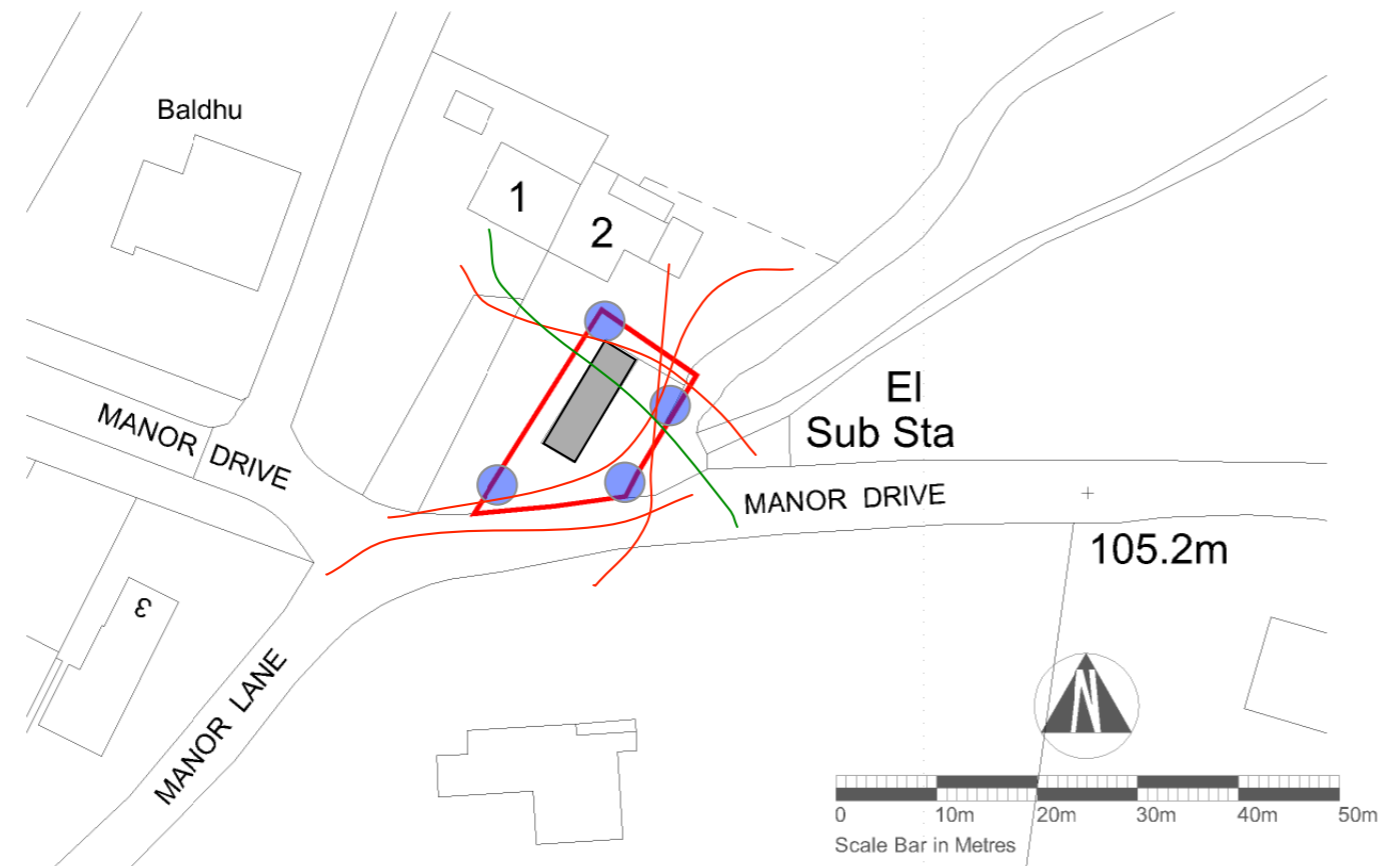 Baldhu
1
2
El
Sub Sta
MANOR DRIVE
MANOR DRIVE
105.2m
3
MANOR LANE
N
0 10m 20m 30m 40m 50m
Scale Bar in Metres